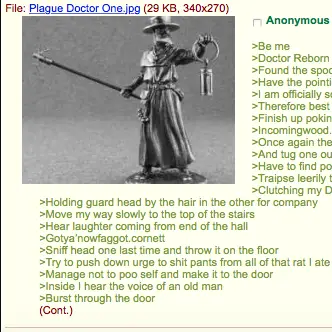 File: Plague Doctor One.jpg (29 KB, 340x270)
Anonymous
>Be me
>Doctor Reborn
>Found the spoo
>Have the pointi
>I am officially so
>Therefore best
>Finish up pokin
>Incomingwood.
>Once again the
>And tug one ou
>Have to find po
>Traipse leerily t
>Clutching my D
>Holding guard head by the hair in the other for company
>Move my way slowly to the top of the stairs
>Hear laughter coming from end of the hall
>Gotya'nowfaggot.cornett
>Sniff head one last time and throw it on the floor
>Try to push down urge to shit pants from all of that rat I ate
>Manage not to poo self and make it to the door
>Inside I hear the voice of an old man
>Burst through the door
(Cont.)